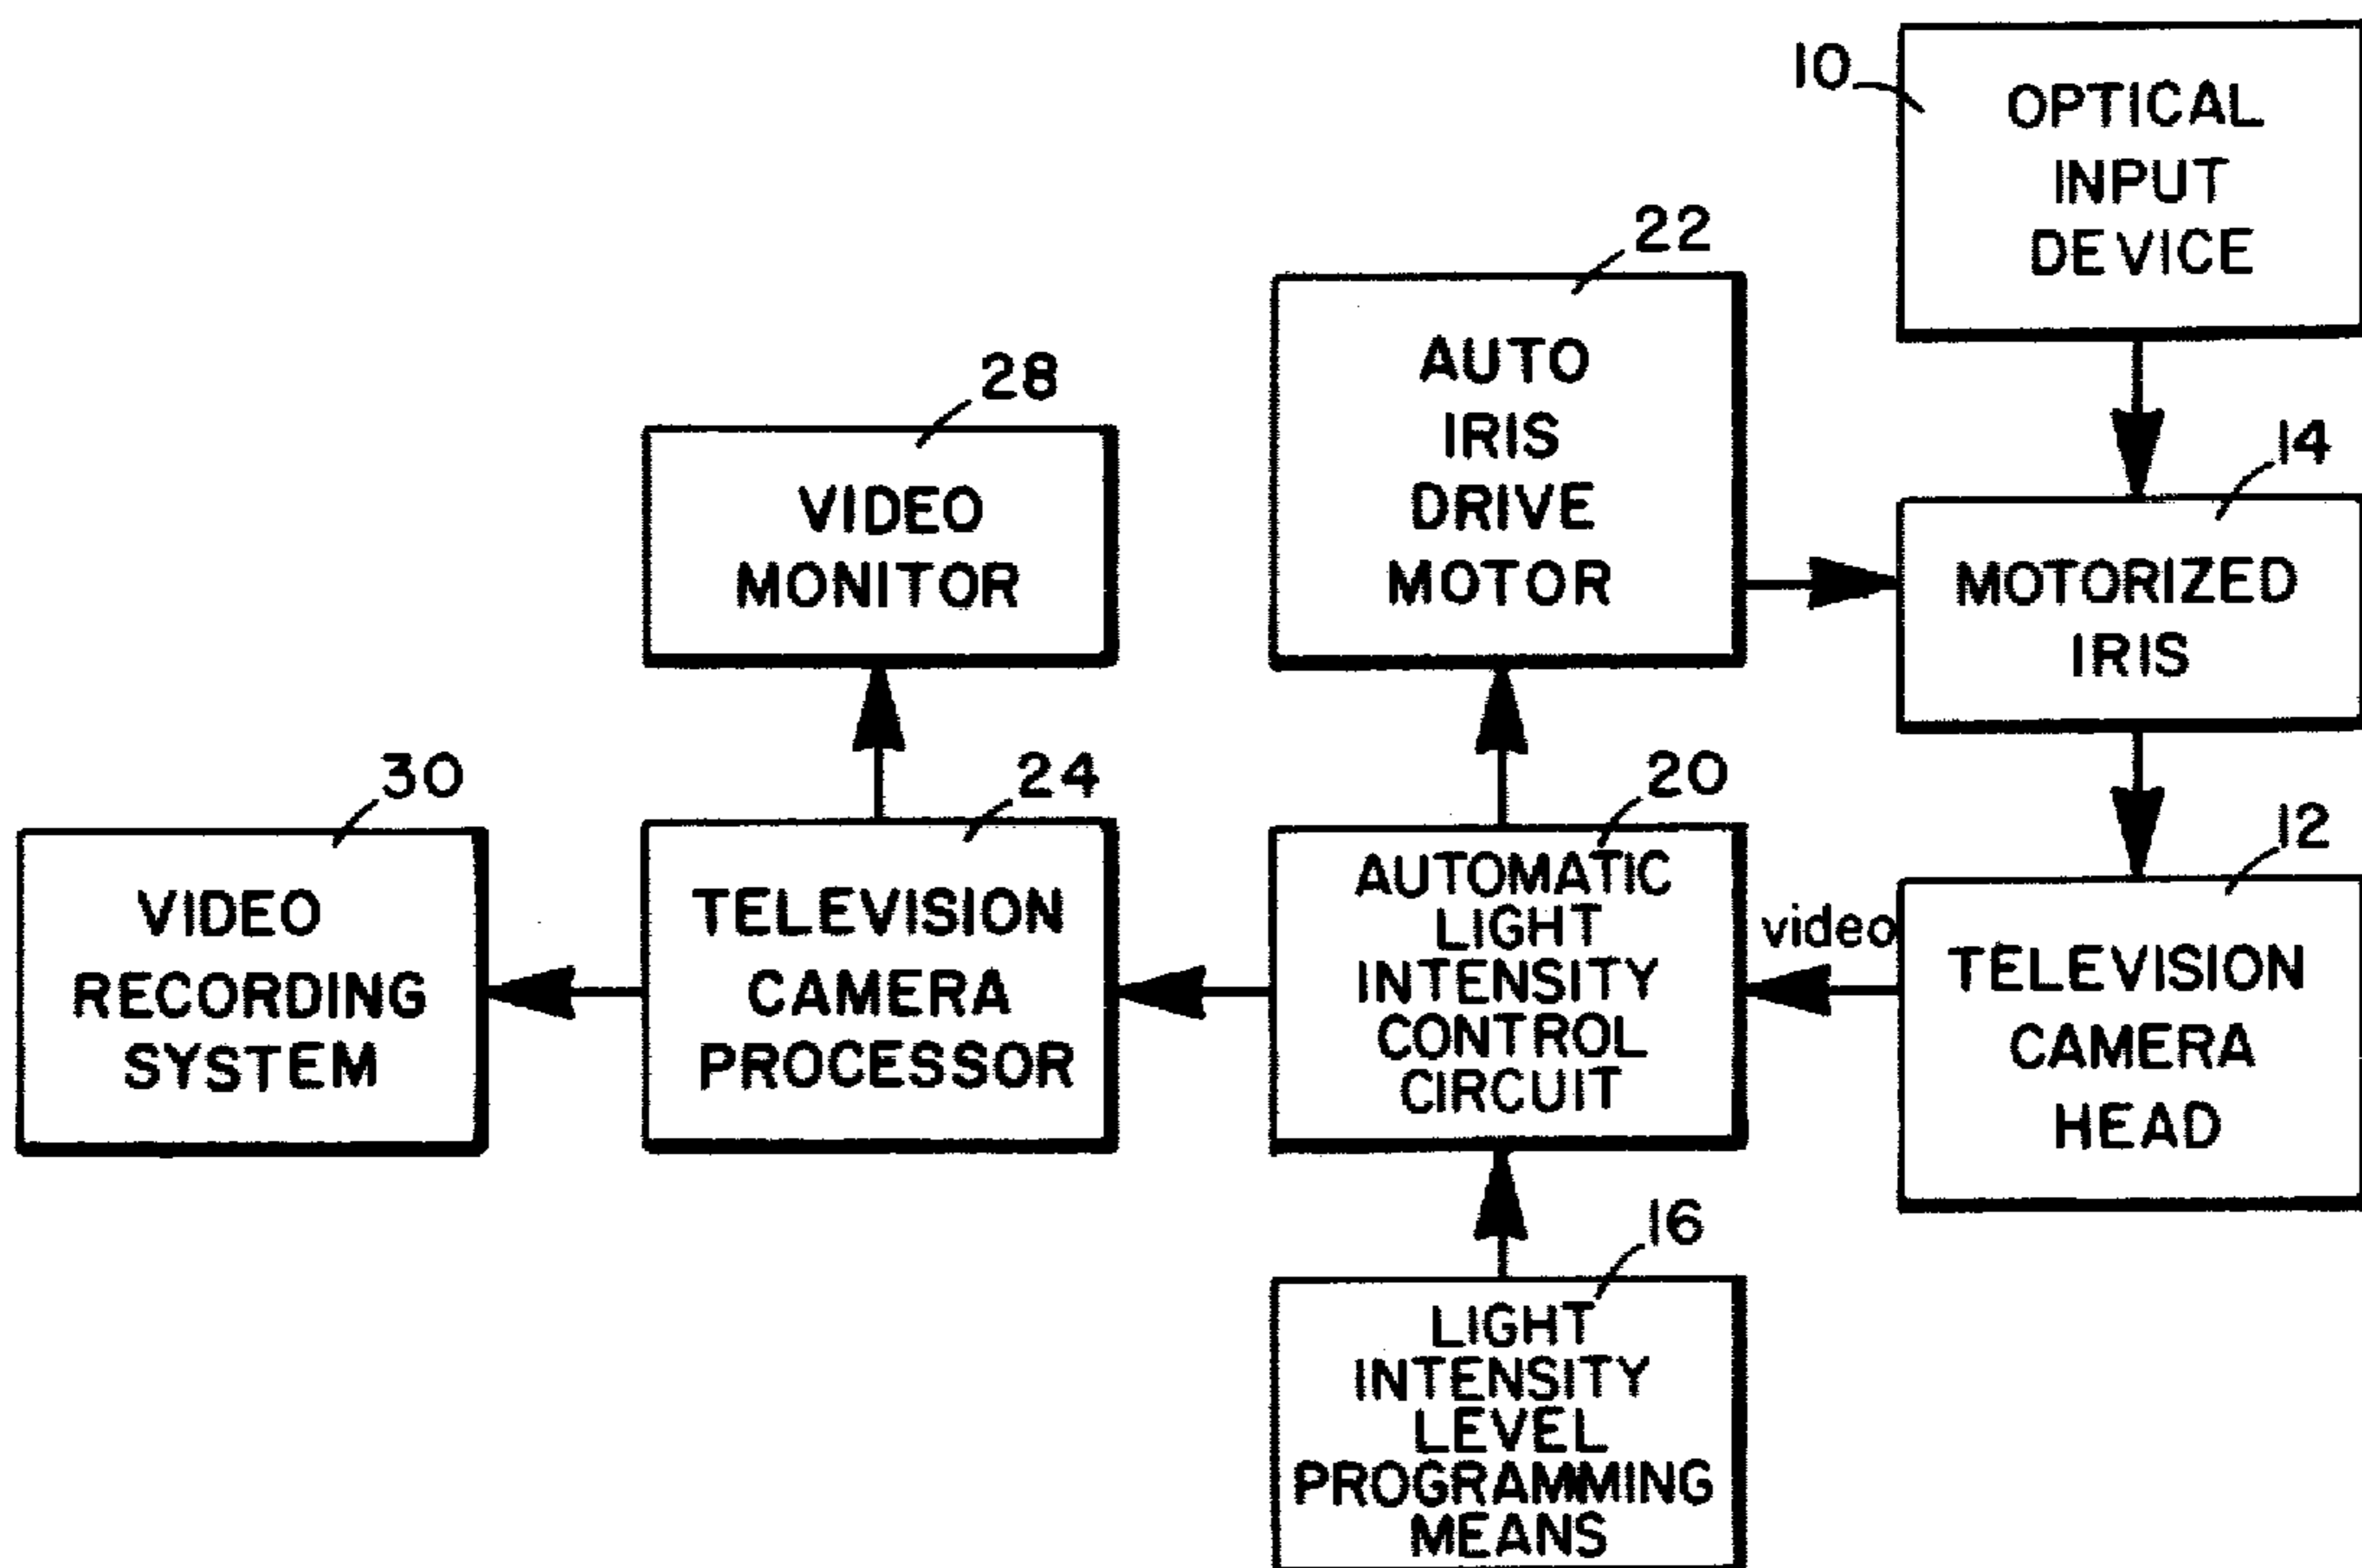 10
OPTICAL
INPUT
DEVICE
22
AUTO
IRIS
DRIVE
MOTOR
14
MOTORIZED
IRIS
28
VIDEO
MONITOR
30
VIDEO
RECORDING
SYSTEM
24
TELEVISION
CAMERA
PROCESSOR
20
AUTOMATIC
LIGHT
INTENSITY
CONTROL
CIRCUIT
video
12
TELEVISION
CAMERA
HEAD
16
LIGHT
INTENSITY
LEVEL
PROGRAMMING
MEANS